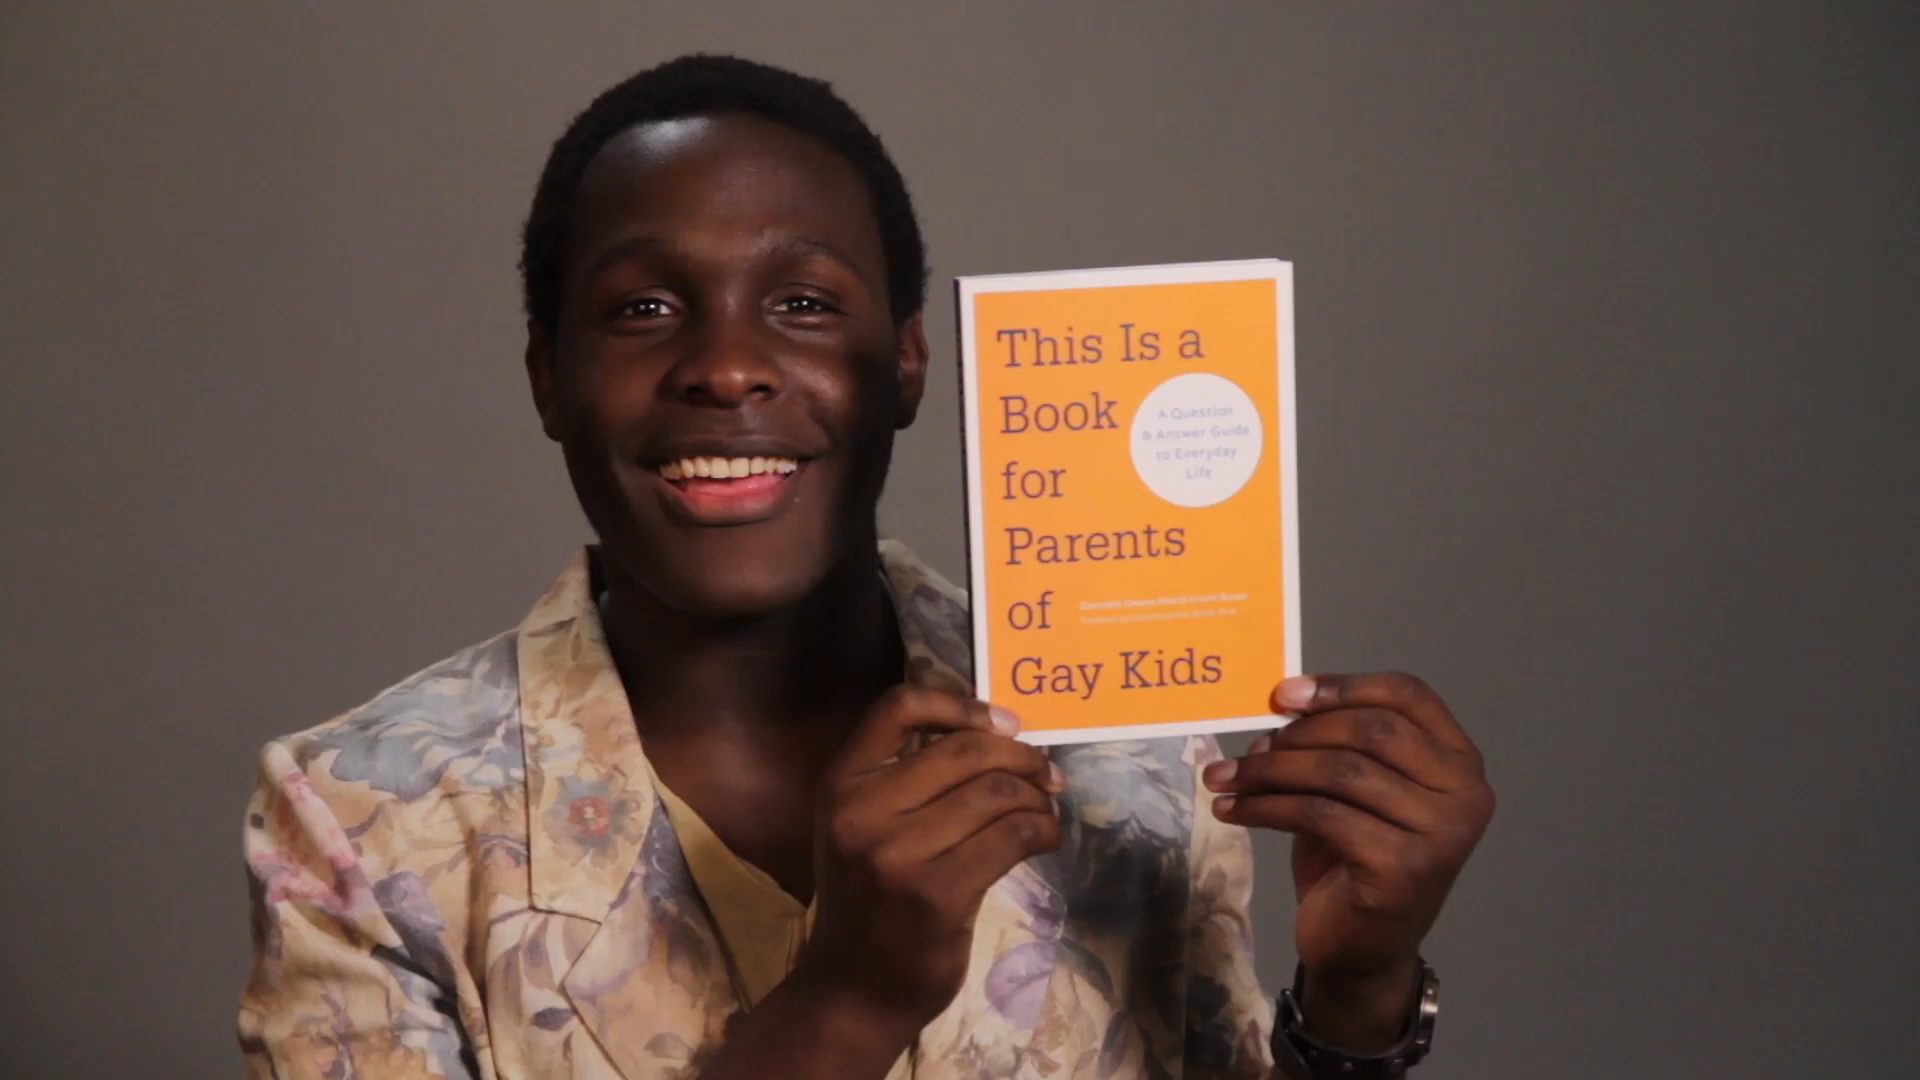 This Is a
Book
for
Parents
of
Gay Kids
A Question
& Answer Guide
to Everyday
Life